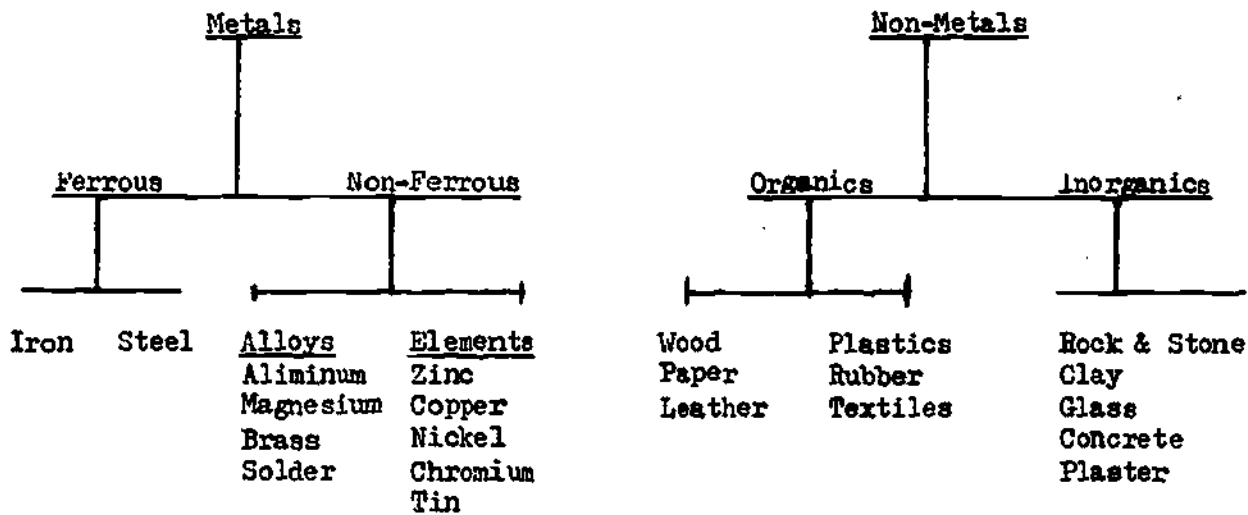 Metals Non-Metals
Ferrous Non-Ferrous Organics Inorganics
Iron Steel Alloys Elements Wood Plastics Rock & Stone
Aliminum Zinc Paper Rubber Clay
Magnesium Copper Leather Textiles Glass
Brass Nickel Concrete
Solder Chromium Plaster
Tin